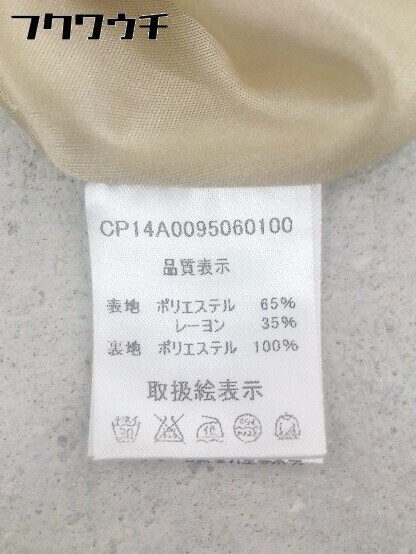 フクワウチ
CP14A0095060100
品質表示
表地 ポリエステル 65%
レーヨン 35%
裏地 ポリエステル 100%
取扱絵表示